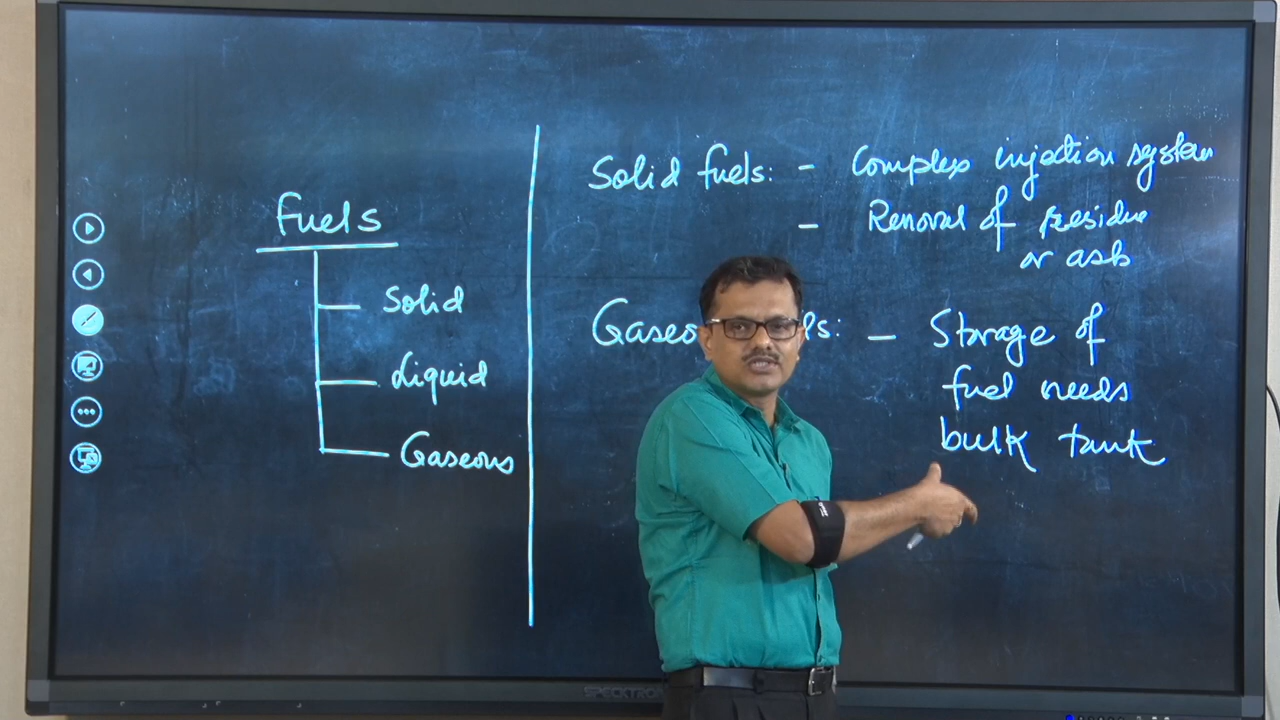 Fuels
Solid
Liquid
Gaseous
Solid fuels: - Complex injection system
- Removal of residue
or ash
Storage of
fuel needs
bulk tank
SPECKTRON